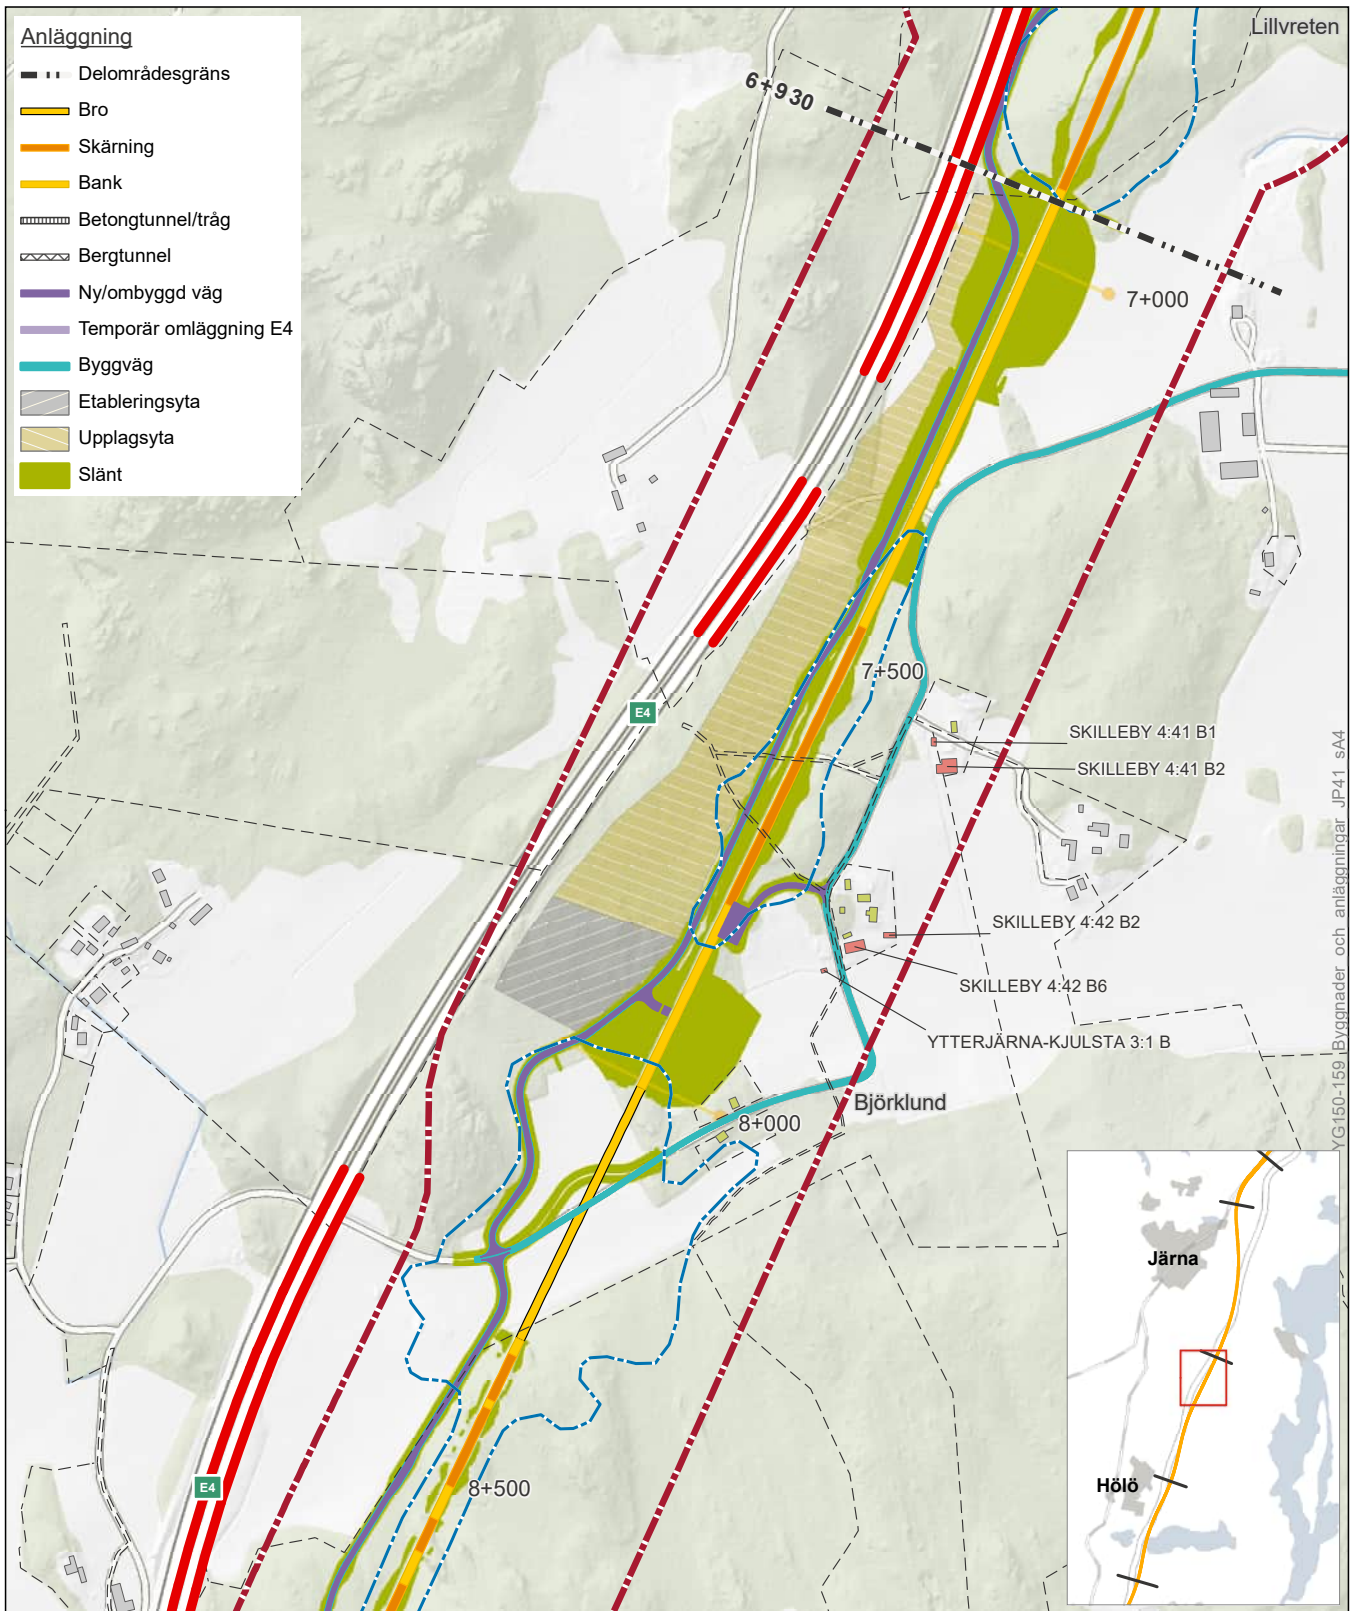 Anläggning
Delområdesgräns
Bro
Skärning
Bank
Betongtunnel/tråg
Bergtunnel
Ny/ombyggd väg
Temporär omläggning E4
Byggväg
Etableringsyta
Upplagsyta
Slänt
Lillvreten
6+930
7+000
7+500
E4
SKILLEBY 4:41 B1
SKILLEBY 4:41 B2
SKILLEBY 4:42 B2
SKILLEBY 4:42 B6
YTTERJÄRNA-KJULSTA 3:1 B
Björklund
8+000
8+500
E4
Järna
Hölö
YG150-159 Byggnader och anläggningar JP41 sA4